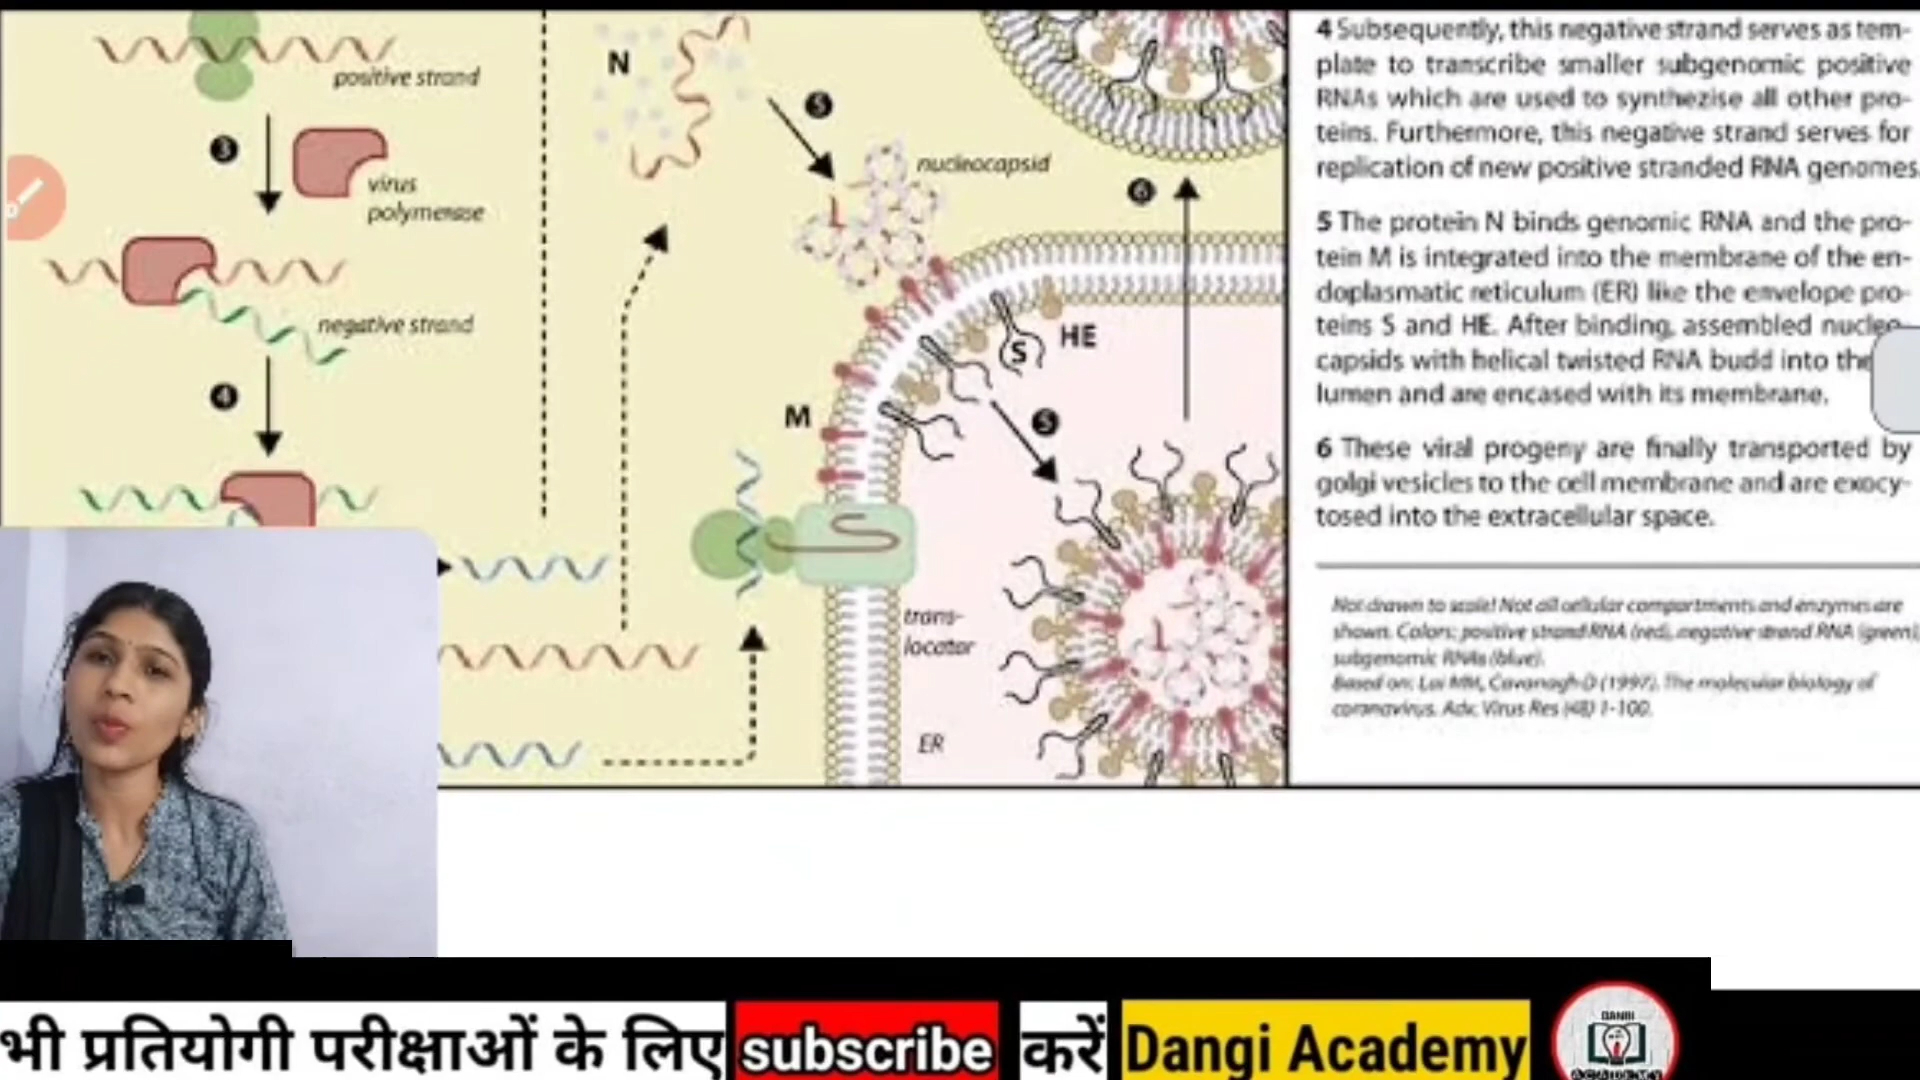 positive strand
3
virus
polymerase
negative strand
4
N
5
nucleocapsid
6
HE
S
M
5
trans-
locator
ER
4 Subsequently, this negative strand serves as tem-
plate to transcribe smaller subgenomic positive
RNAs which are used to synthezise all other pro-
teins. Furthermore, this negative strand serves for
replication of new positive stranded RNA genomes
5 The protein N binds genomic RNA and the pro-
tein M is integrated into the membrane of the en-
doplasmatic reticulum (ER) like the envelope pro-
teins S and HE. After binding, assembled nucleo
capsids with helical twisted RNA budd into the
lumen and are encased with its membrane.
6 These viral progeny are finally transported by
golgi vesicles to the cell membrane and are exocy-
tosed into the extracellular space.
Not drawn to scale! Not all cellular compartments and enzymes are
shown. Colors: positive strand RNA (red), negative strand RNA (green)
subgenomic RNAs (blue).
Based on: Lai MM, Cavanagh D (1997). The molecular biology of
coronavirus. Adv. Virus Res (48) 1-100.
भी प्रतियोगी परीक्षाओं के लिए subscribe करें Dangi Academy
DANGI
ACADEMY